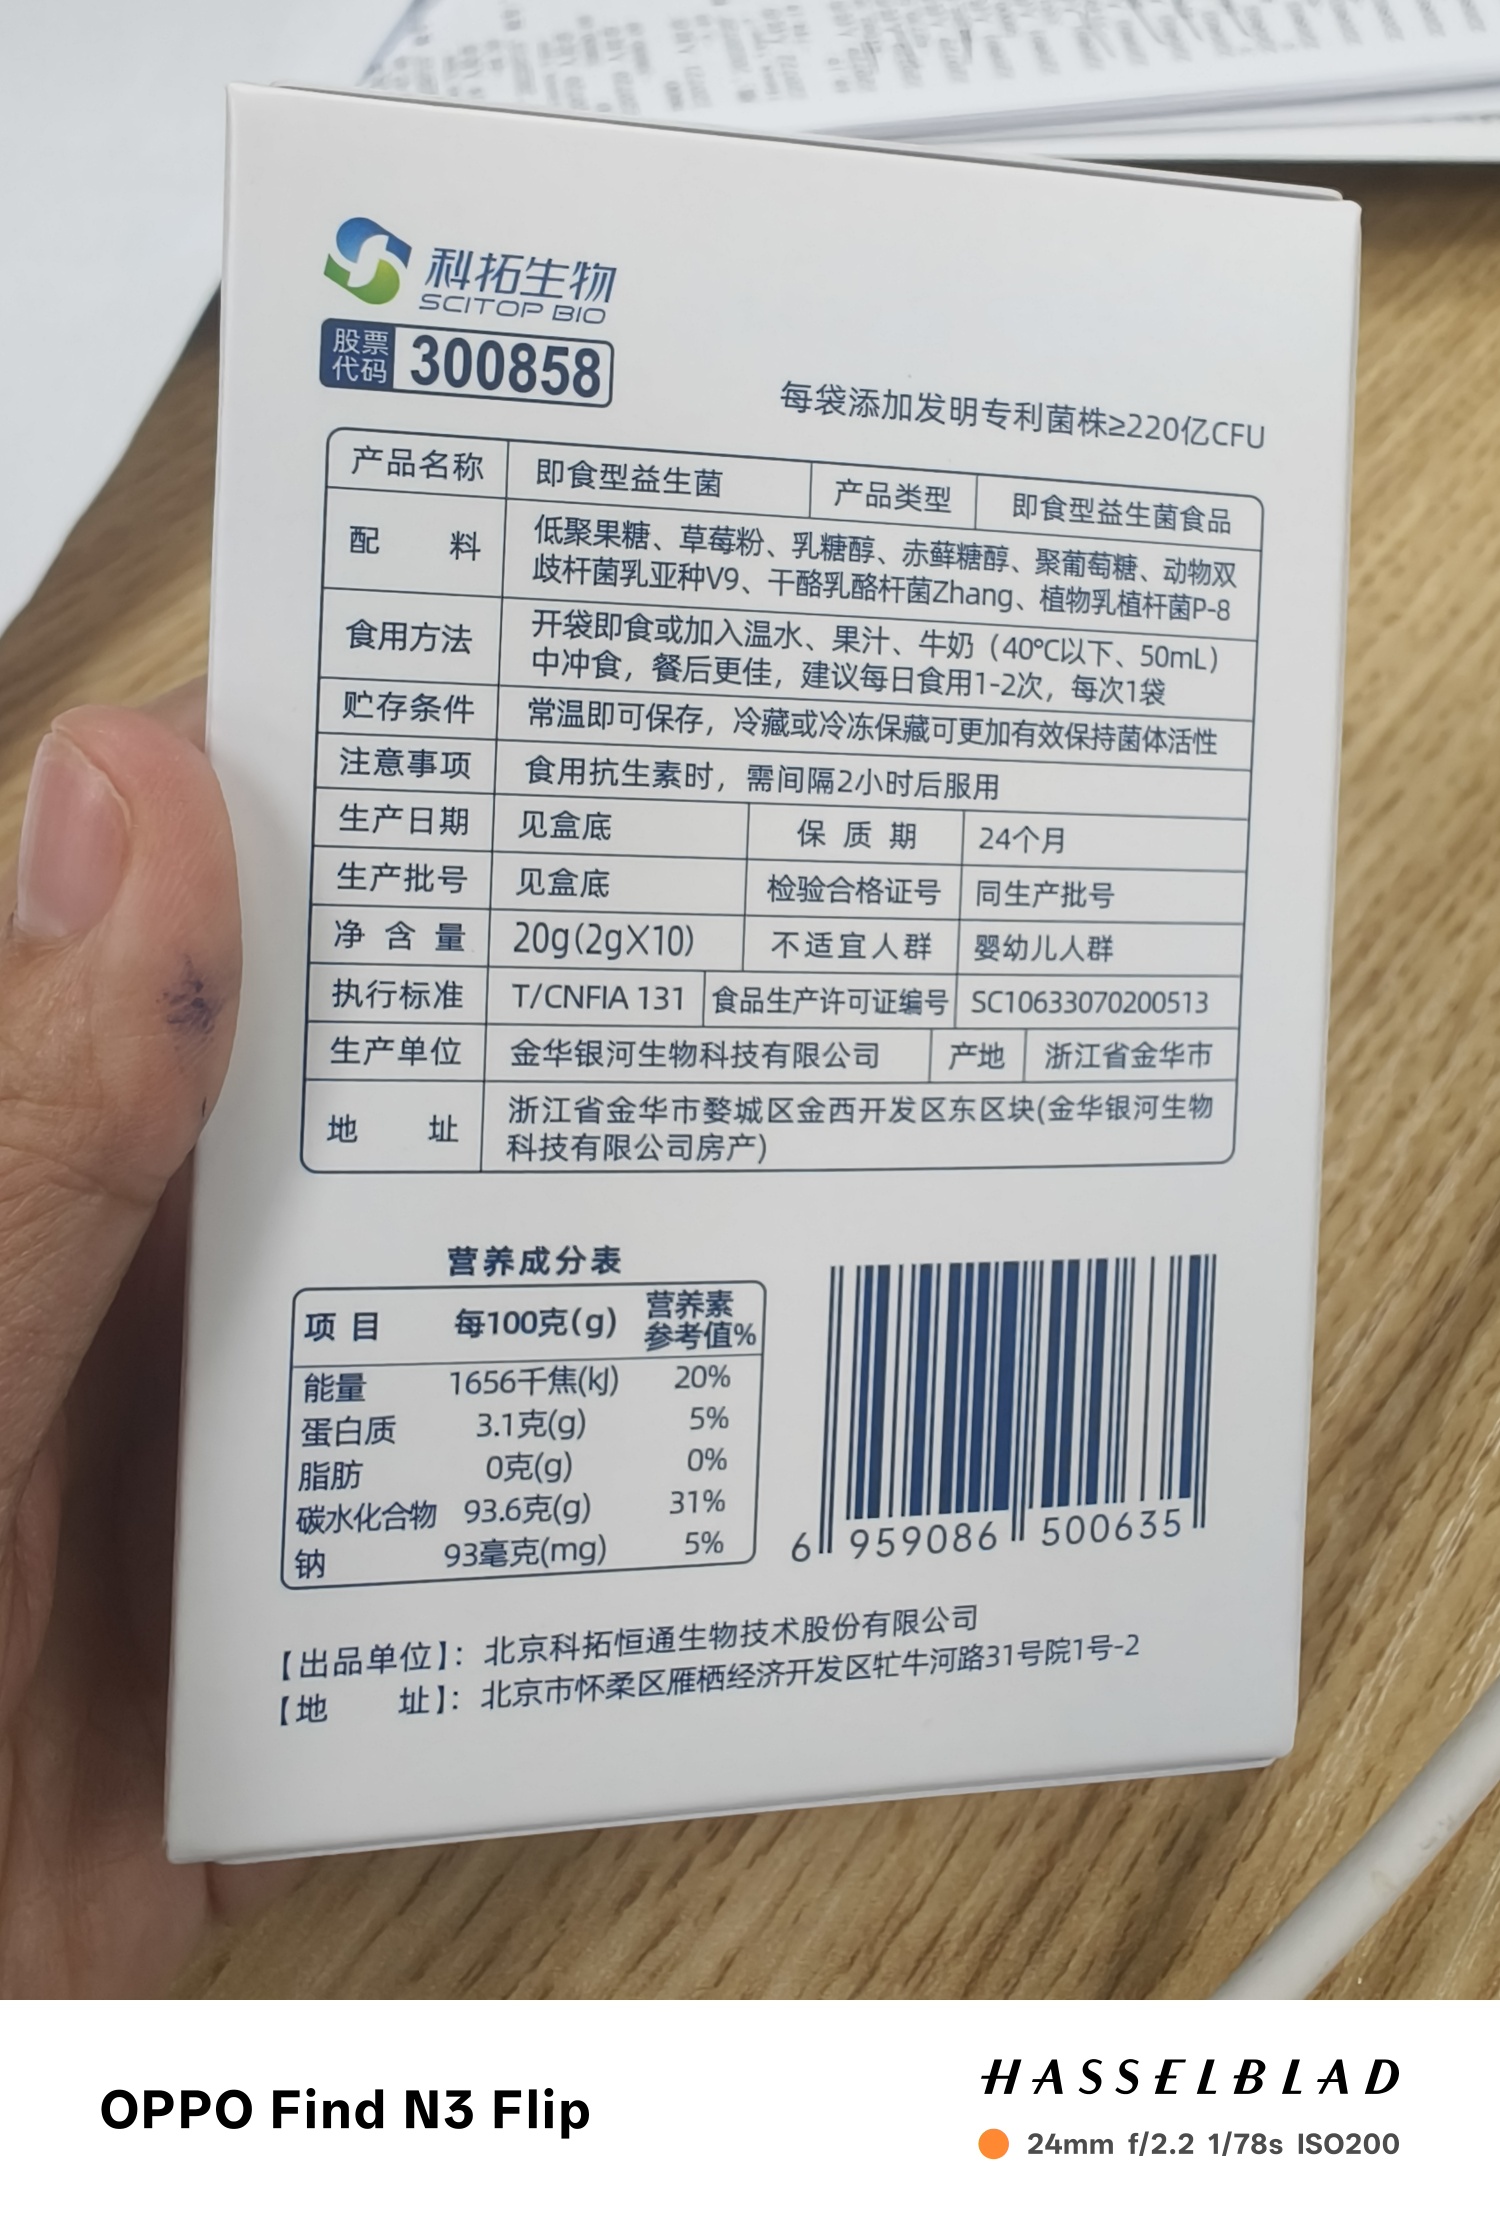 科拓生物
SCITOP BIO
股票代码 300858
每袋添加发明专利菌株≥220亿CFU
产品名称 即食型益生菌 产品类型 即食型益生菌食品
配 料 低聚果糖、草莓粉、乳糖醇、赤藓糖醇、聚葡萄糖、动物双
歧杆菌乳亚种V9、干酪乳酪杆菌Zhang、植物乳植杆菌P-8
食用方法 开袋即食或加入温水、果汁、牛奶（40℃以下、50mL）
中冲食，餐后更佳，建议每日食用1-2次，每次1袋
贮存条件 常温即可保存，冷藏或冷冻保藏可更加有效保持菌体活性
注意事项 食用抗生素时，需间隔2小时后服用
生产日期 见盒底 保质期 24个月
生产批号 见盒底 检验合格证号 同生产批号
净含量 20g(2gX10) 不适宜人群 婴幼儿人群
执行标准 T/CNFIA 131 食品生产许可证编号 SC10633070200513
生产单位 金华银河生物科技有限公司 产地 浙江省金华市
地 址 浙江省金华市婺城区金西开发区东区块(金华银河生物
科技有限公司房产)
营养成分表
项目 每100克(g) 营养素参考值%
能量 1656千焦(kJ) 20%
蛋白质 3.1克(g) 5%
脂肪 0克(g) 0%
碳水化合物 93.6克(g) 31%
钠 93毫克(mg) 5%
6 959086 500635
【出品单位】：北京科拓恒通生物技术股份有限公司
【地 址】：北京市怀柔区雁栖经济开发区牤牛河路31号院1号-2
OPPO Find N3 Flip
HASSELBLAD
24mm f/2.2 1/78s ISO200